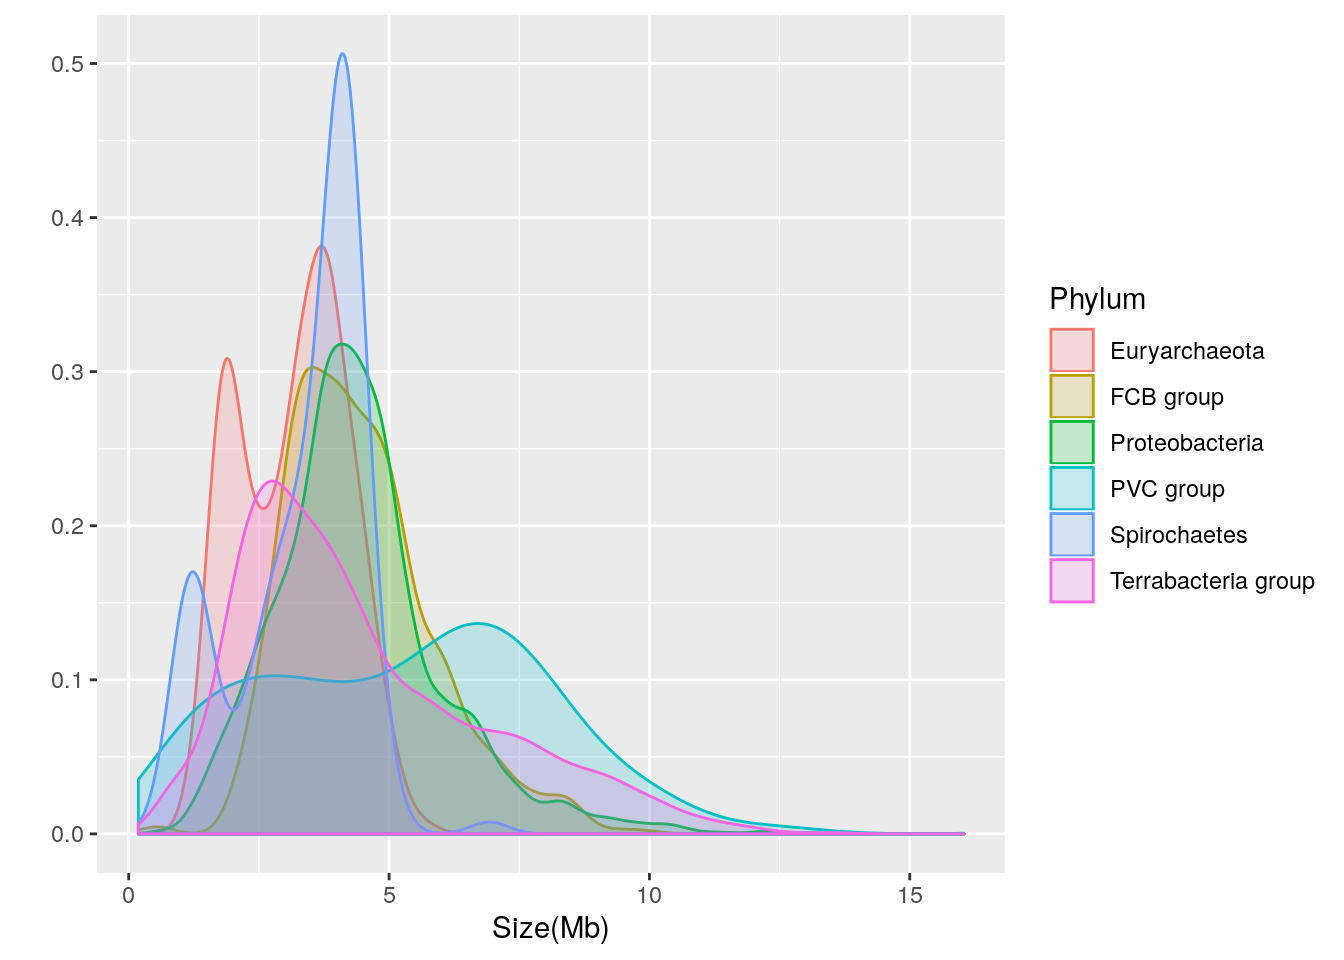 0.5
0.4
0.3
0.2
0.1
0.0
0
5
10
15
Size(Mb)
Phylum
Euryarchaeota
FCB group
Proteobacteria
PVC group
Spirochaetes
Terrabacteria group